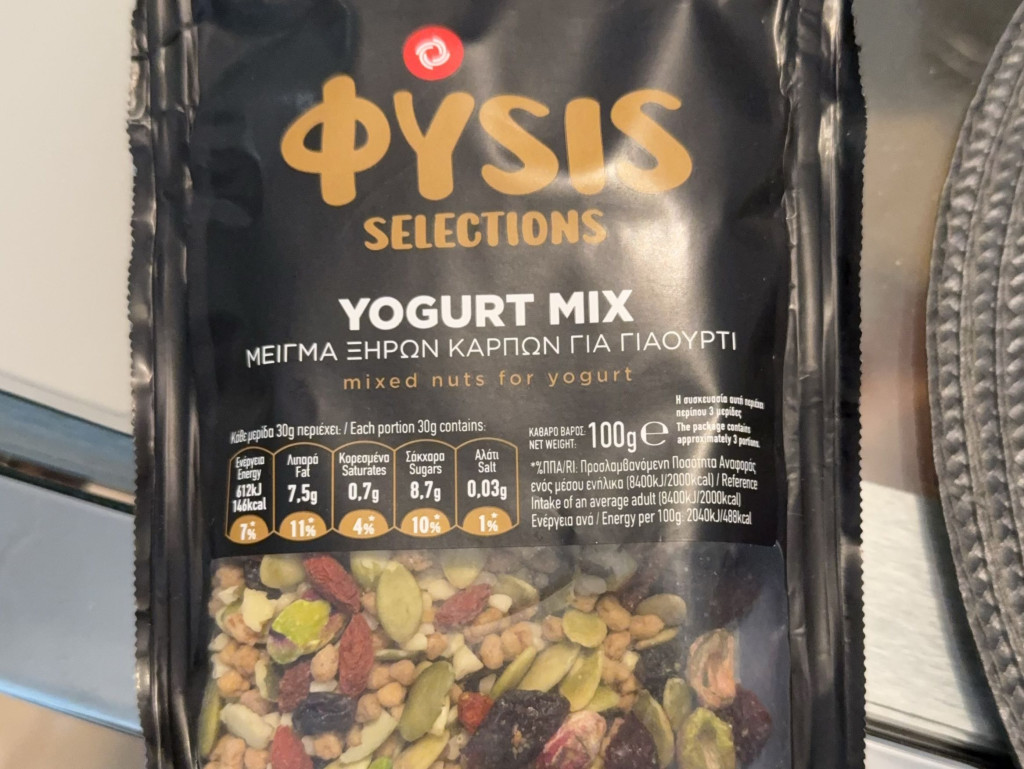 ΦΥSIS
SELECTIONS
YOGURT MIX
ΜΕΙΓΜΑ ΞΗΡΩΝ ΚΑΡΠΩΝ ΓΙΑ ΓΙΑΟΥΡΤΙ
mixed nuts for yogurt
Κάθε μερίδα 30g περιέχει: / Each portion 30g contains:
Ενέργεια
Energy
612kJ
146kcal
7%*
Λιπαρά
Fat
7,5g
11%*
Κορεσμένα
Saturates
0,7g
4%*
Σάκχαρα
Sugars
8,7g
10%*
Αλάτι
Salt
0,03g
1%*
ΚΑΘΑΡΟ ΒΑΡΟΣ:
NET WEIGHT:
100g ℮
Η συσκευασία αυτή περιέχει
περίπου 3 μερίδες
The package contains
approximately 3 portions.
*%ΠΠΑ/RI: Προσλαμβανόμενη Ποσότητα Αναφοράς
ενός μέσου ενήλικα (8400kJ/2000kcal) / Reference
Intake of an average adult (8400kJ/2000kcal)
Ενέργεια ανά / Energy per 100g: 2040kJ/488kcal